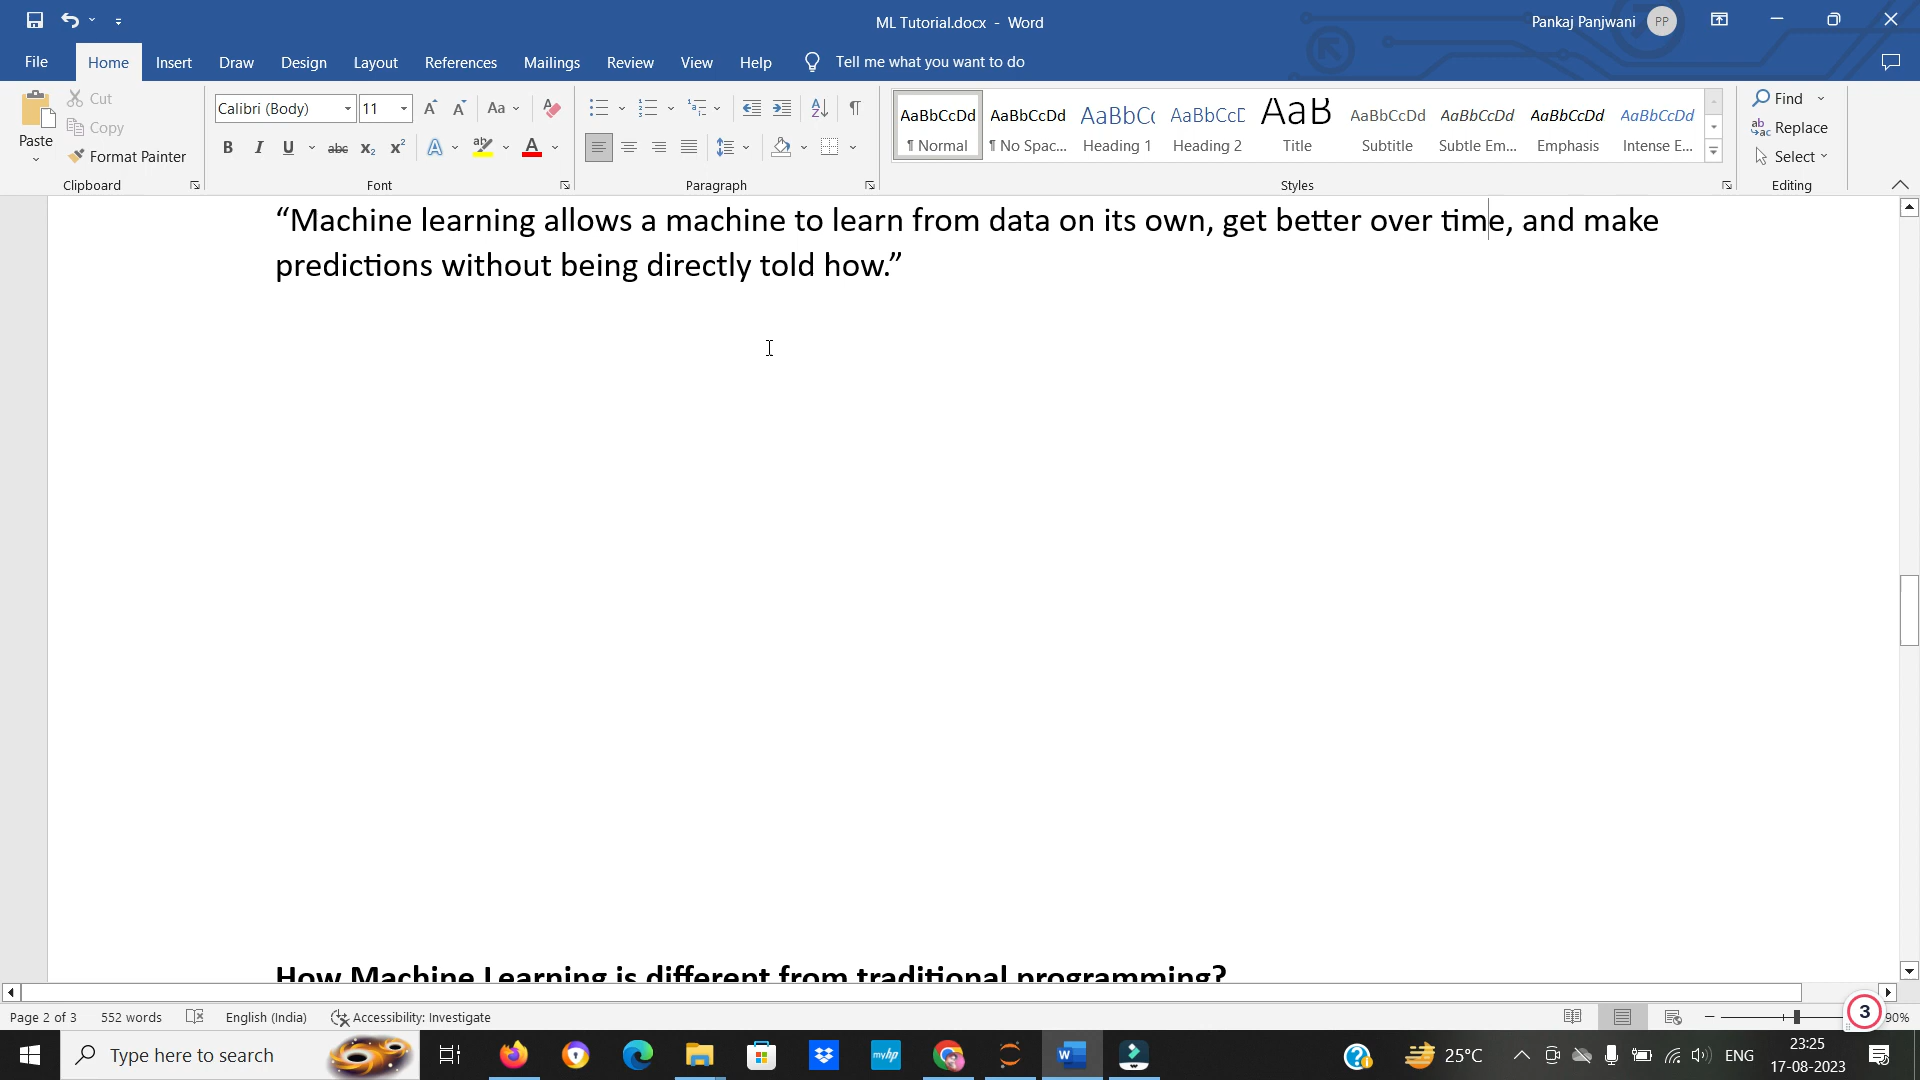 ML Tutorial.docx - Word
Pankaj Panjwani PP
File Home Insert Draw Design Layout References Mailings Review View Help Tell me what you want to do
Paste
Cut
Copy
Format Painter
Clipboard
Calibri (Body) 11
Font
Paragraph
AaBbCcDd AaBbCcDd AaBbCc AaBbCcC AaB AaBbCcDd AaBbCcDd AaBbCcDd AaBbCcDd
¶ Normal ¶ No Spac... Heading 1 Heading 2 Title Subtitle Subtle Em... Emphasis Intense E...
Styles
Find
Replace
Select
Editing
“Machine learning allows a machine to learn from data on its own, get better over time, and make
predictions without being directly told how.”
How Machine Learning is different from traditional programming?
Page 2 of 3 552 words English (India) Accessibility: Investigate
3
90%
Type here to search
myhp
25°C
ENG
23:25
17-08-2023